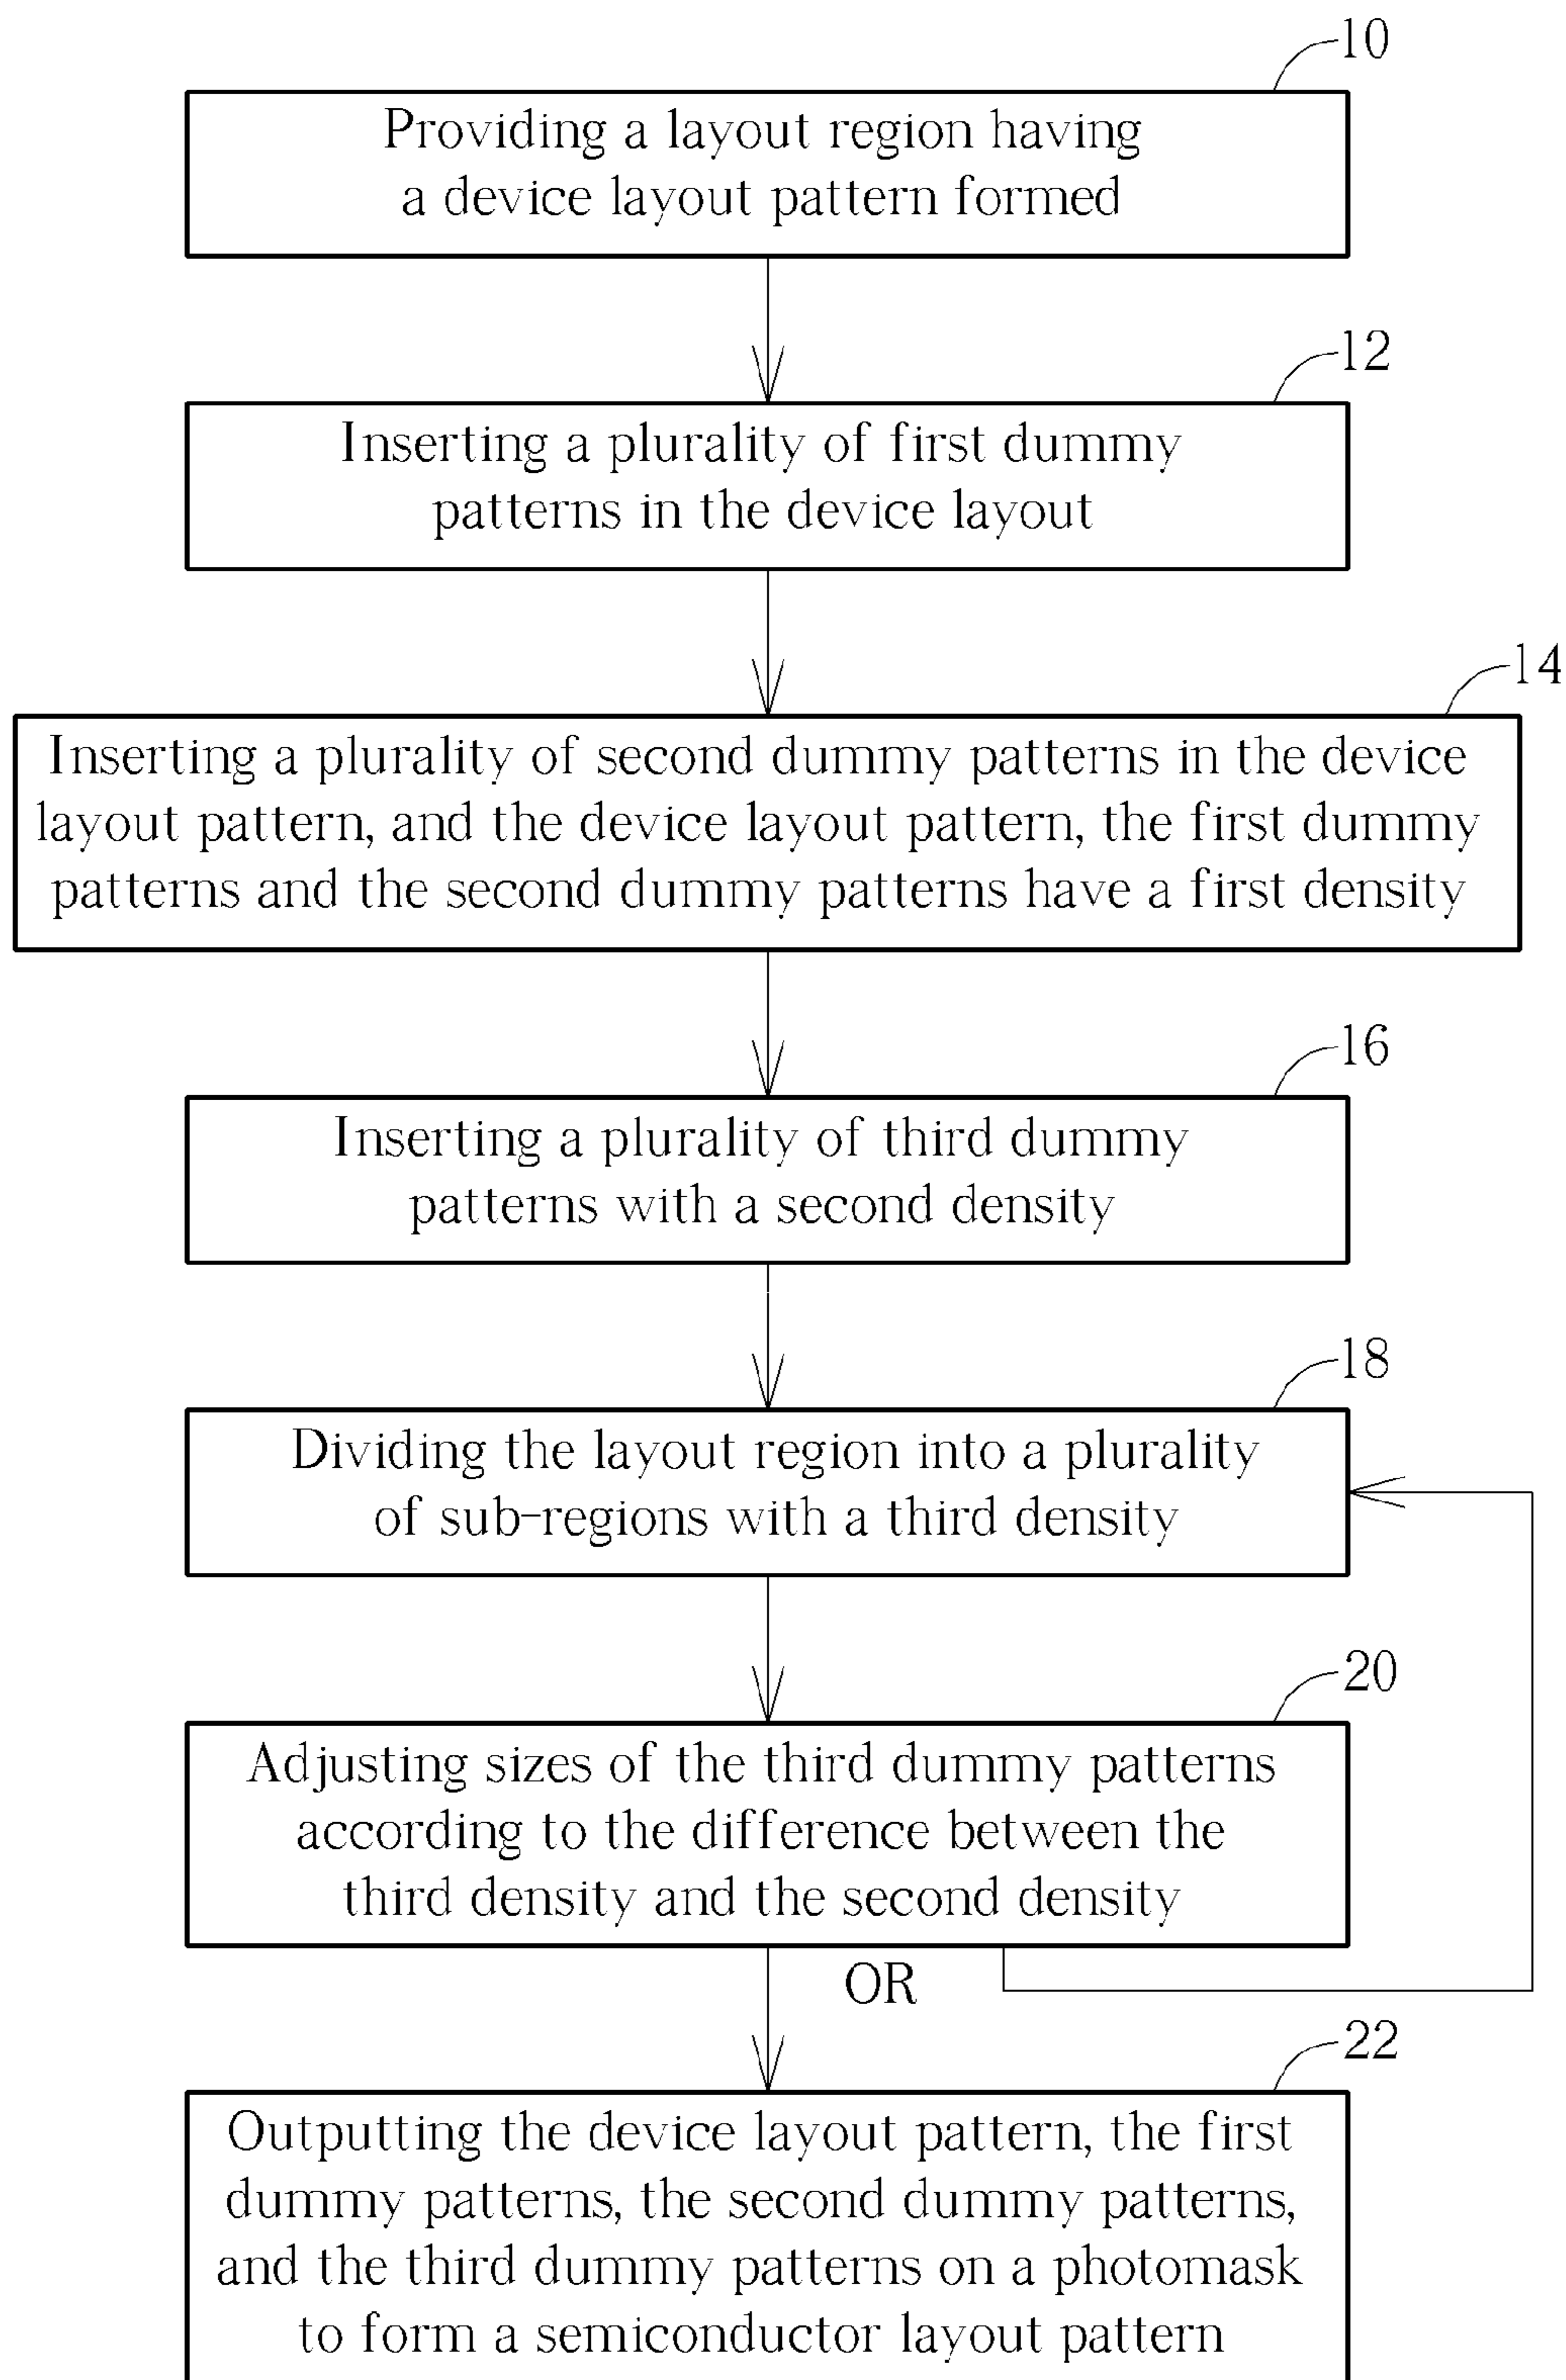 10
Providing a layout region having
a device layout pattern formed
12
Inserting a plurality of first dummy
patterns in the device layout
14
Inserting a plurality of second dummy patterns in the device
layout pattern, and the device layout pattern, the first dummy
patterns and the second dummy patterns have a first density
16
Inserting a plurality of third dummy
patterns with a second density
18
Dividing the layout region into a plurality
of sub-regions with a third density
20
Adjusting sizes of the third dummy patterns
according to the difference between the
third density and the second density
OR
22
Outputting the device layout pattern, the first
dummy patterns, the second dummy patterns,
and the third dummy patterns on a photomask
to form a semiconductor layout pattern